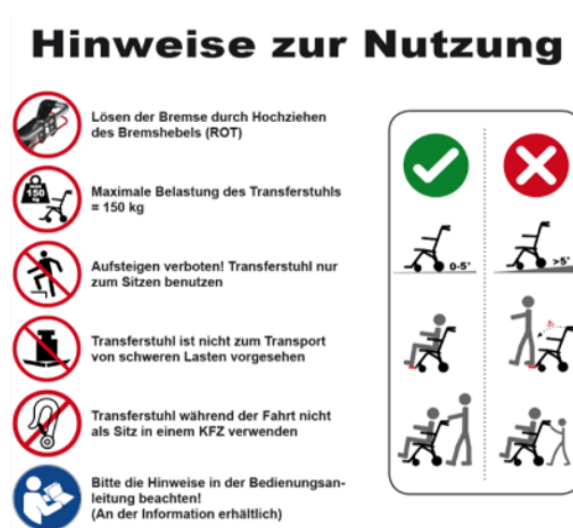 Hinweise zur Nutzung
Lösen der Bremse durch Hochziehen
des Bremshebels (ROT)
max
150
kg
Maximale Belastung des Transferstuhls
= 150 kg
Aufsteigen verboten! Transferstuhl nur
zum Sitzen benutzen
Transferstuhl ist nicht zum Transport
von schweren Lasten vorgesehen
Transferstuhl während der Fahrt nicht
als Sitz in einem KFZ verwenden
Bitte die Hinweise in der Bedienungsan-
leitung beachten!
(An der Information erhältlich)
0-5°
>5°